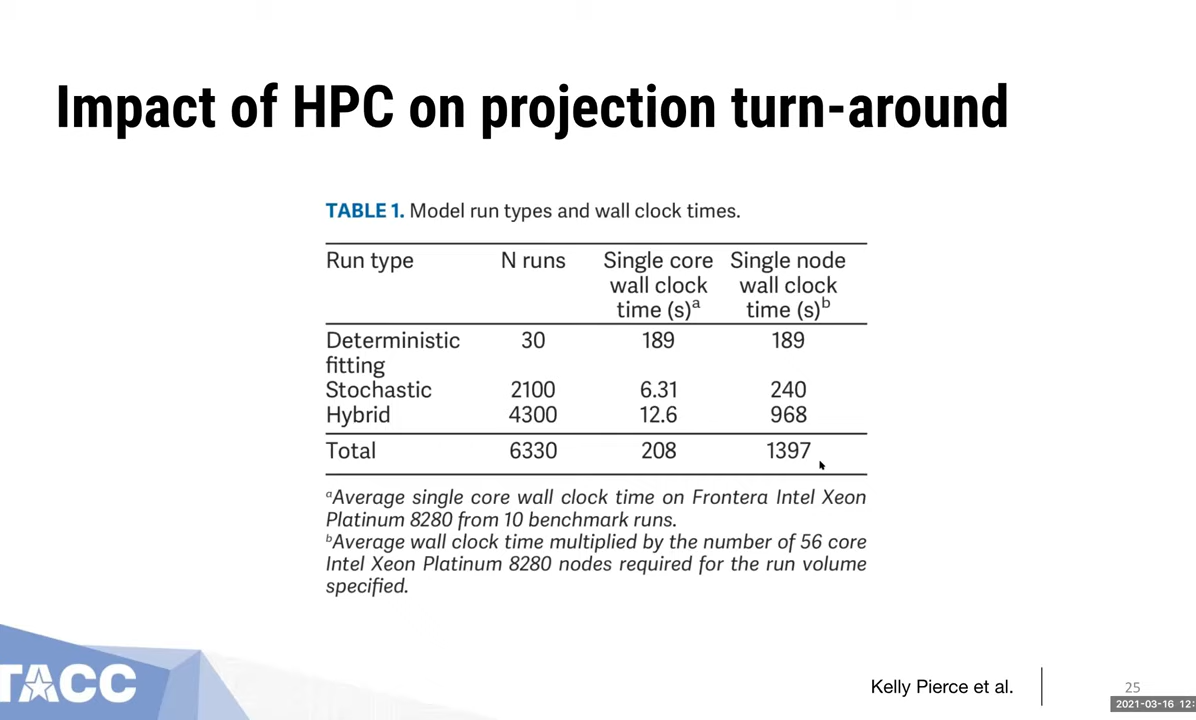 Impact of HPC on projection turn-around
TABLE 1. Model run types and wall clock times.
Run type N runs Single core wall clock time (s)a Single node wall clock time (s)b
Deterministic fitting 30 189 189
Stochastic 2100 6.31 240
Hybrid 4300 12.6 968
Total 6330 208 1397
aAverage single core wall clock time on Frontera Intel Xeon
Platinum 8280 from 10 benchmark runs.
bAverage wall clock time multiplied by the number of 56 core
Intel Xeon Platinum 8280 nodes required for the run volume
specified.
TACC
Kelly Pierce et al.
25
2021-03-16 12: